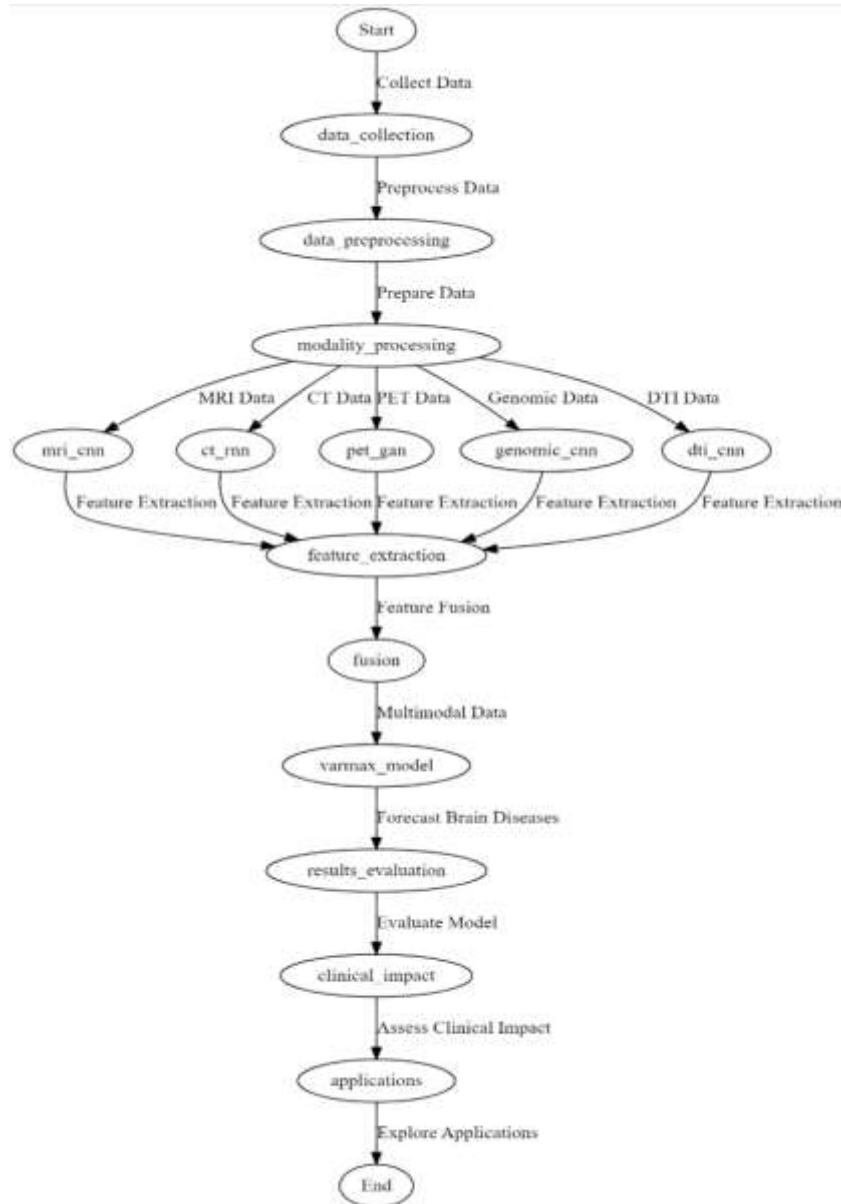 Start
Collect Data
data_collection
Preprocess Data
data_preprocessing
Prepare Data
modality_processing
MRI Data CT Data PET Data Genomic Data DTI Data
mri_cnn ct_rnn pet_gan genomic_cnn dti_cnn
Feature Extraction Feature Extraction Feature Extraction Feature Extraction Feature Extraction
feature_extraction
Feature Fusion
fusion
Multimodal Data
varmax_model
Forecast Brain Diseases
results_evaluation
Evaluate Model
clinical_impact
Assess Clinical Impact
applications
Explore Applications
End